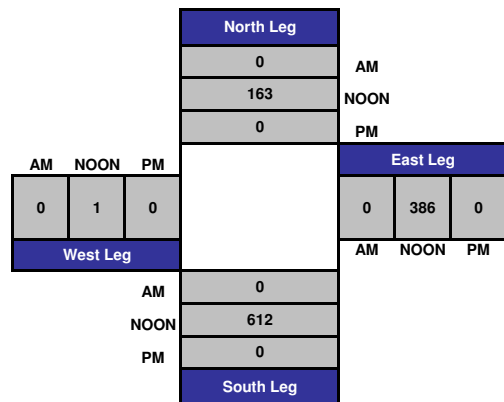 North Leg
0 AM
163 NOON
0 PM
AM NOON PM
East Leg
0 1 0
0 386 0
West Leg
AM NOON PM
AM 0
NOON 612
PM 0
South Leg